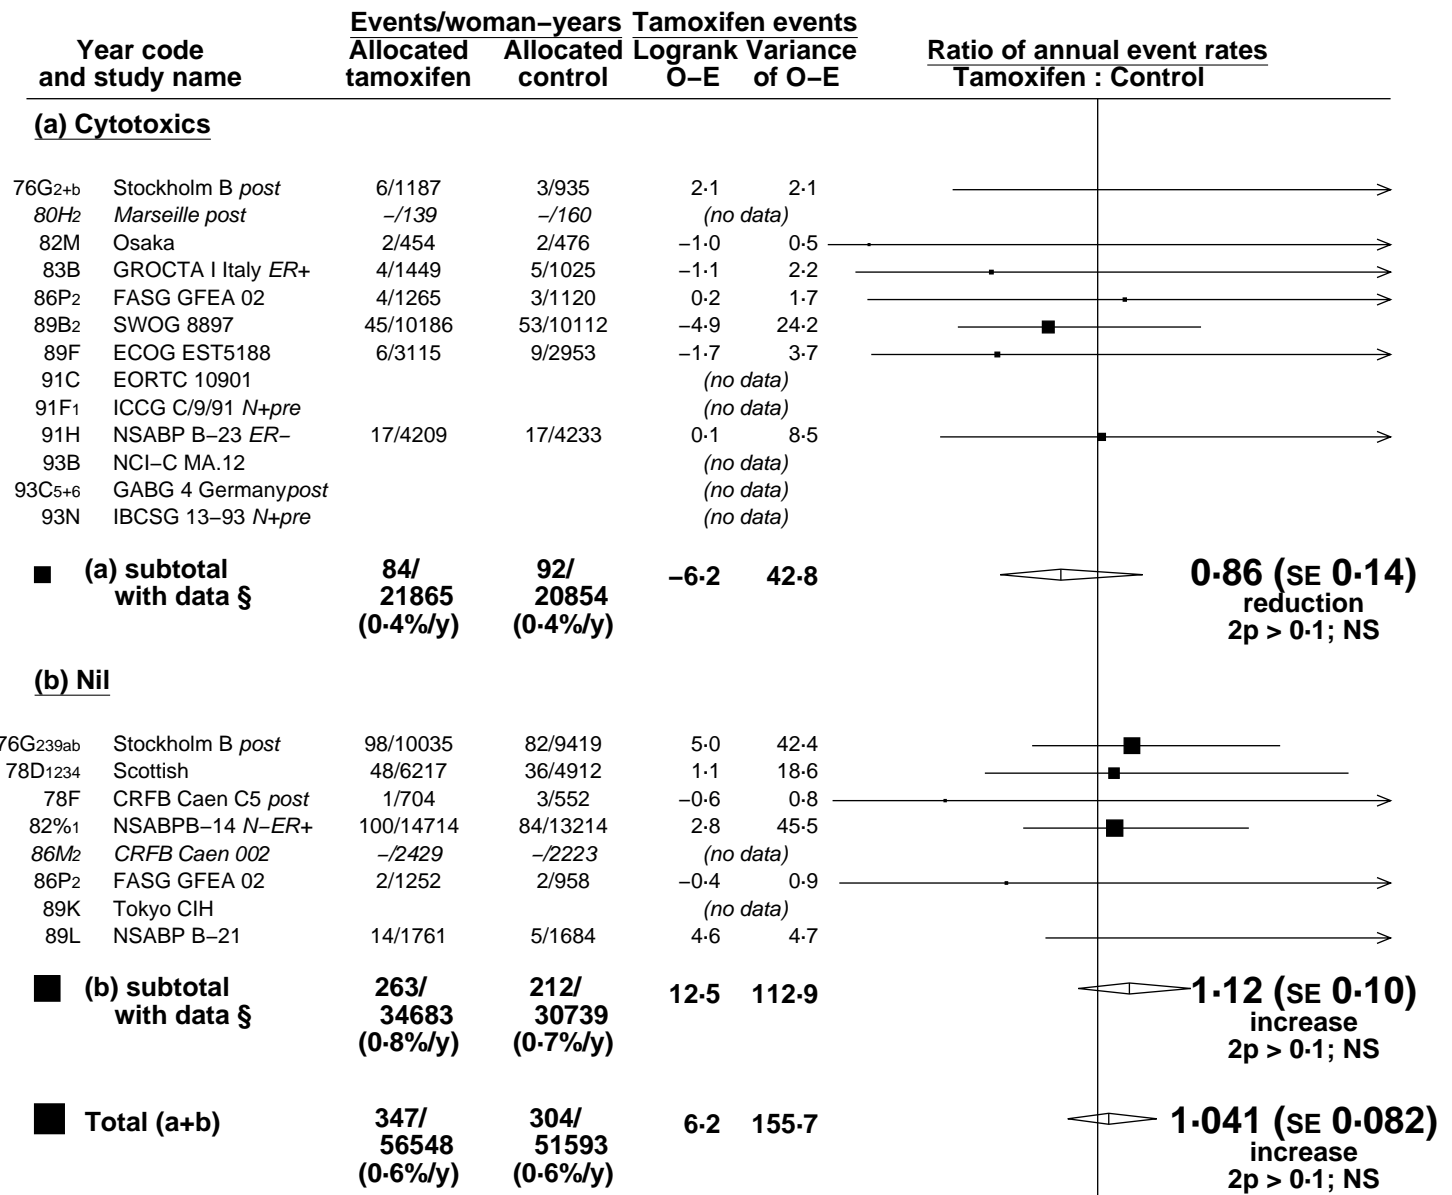 Events/woman−years Tamoxifen events
Year code Allocated Allocated Logrank Variance Ratio of annual event rates
and study name tamoxifen control O−E of O−E Tamoxifen : Control
(a) Cytotoxics
76G2+b Stockholm B post 6/1187 3/935 2·1 2·1
80H2 Marseille post −/139 −/160 (no data)
82M Osaka 2/454 2/476 −1·0 0·5
83B GROCTA I Italy ER+ 4/1449 5/1025 −1·1 2·2
86P2 FASG GFEA 02 4/1265 3/1120 0·2 1·7
89B2 SWOG 8897 45/10186 53/10112 −4·9 24·2
89F ECOG EST5188 6/3115 9/2953 −1·7 3·7
91C EORTC 10901 (no data)
91F1 ICCG C/9/91 N+pre (no data)
91H NSABP B−23 ER− 17/4209 17/4233 0·1 8·5
93B NCI−C MA.12 (no data)
93C5+6 GABG 4 Germanypost (no data)
93N IBCSG 13−93 N+pre (no data)
(a) subtotal 84/ 92/ −6·2 42·8 0·86 (SE 0·14)
with data § 21865 20854 reduction
(0·4%/y) (0·4%/y) 2p > 0·1; NS
(b) Nil
76G239ab Stockholm B post 98/10035 82/9419 5·0 42·4
78D1234 Scottish 48/6217 36/4912 1·1 18·6
78F CRFB Caen C5 post 1/704 3/552 −0·6 0·8
82%1 NSABPB−14 N−ER+ 100/14714 84/13214 2·8 45·5
86M2 CRFB Caen 002 −/2429 −/2223 (no data)
86P2 FASG GFEA 02 2/1252 2/958 −0·4 0·9
89K Tokyo CIH (no data)
89L NSABP B−21 14/1761 5/1684 4·6 4·7
(b) subtotal 263/ 212/ 12·5 112·9 1·12 (SE 0·10)
with data § 34683 30739 increase
(0·8%/y) (0·7%/y) 2p > 0·1; NS
Total (a+b) 347/ 304/ 6·2 155·7 1·041 (SE 0·082)
56548 51593 increase
(0·6%/y) (0·6%/y) 2p > 0·1; NS